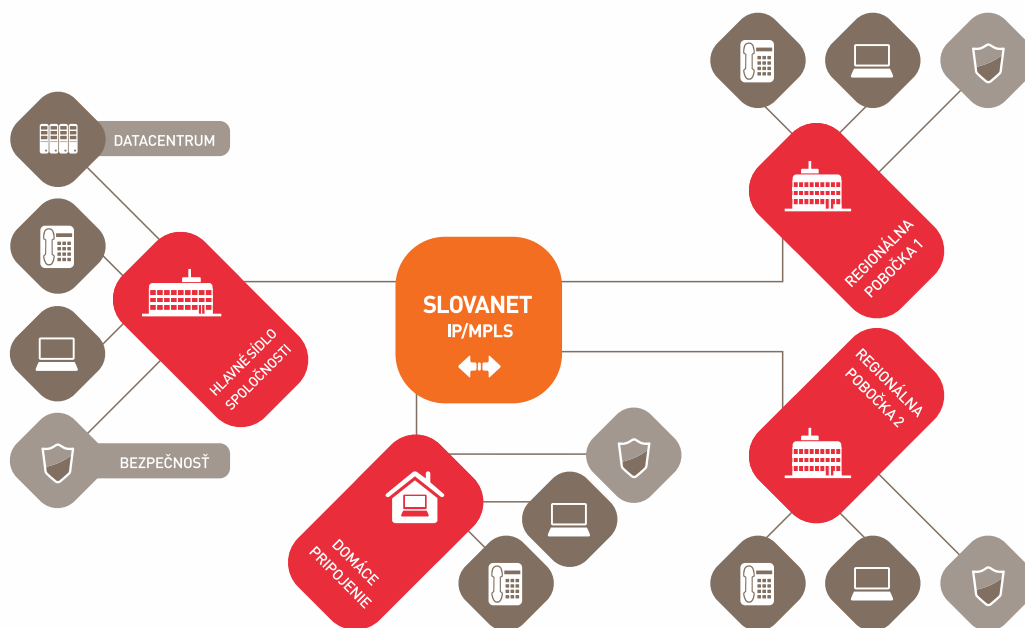 DATACENTRUM
HLAVNÉ SÍDLO
SPOLOČNOSTI
BEZPEČNOSŤ
SLOVANET
IP/MPLS
DOMÁCE
PRIPOJENIE
REGIONÁLNA
POBOČKA 1
REGIONÁLNA
POBOČKA 2